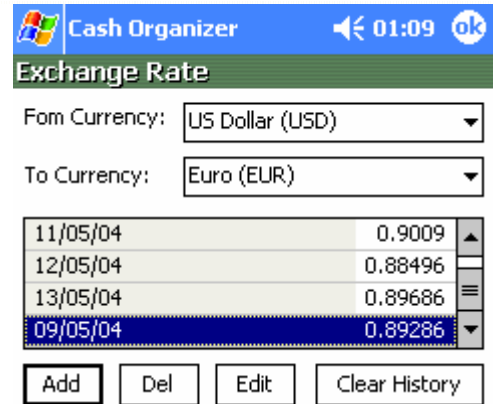 Cash Organizer 01:09 ok
Exchange Rate
Fom Currency: US Dollar (USD)
To Currency: Euro (EUR)
11/05/04 0.9009
12/05/04 0.88496
13/05/04 0.89686
09/05/04 0.89286
Add Del Edit Clear History